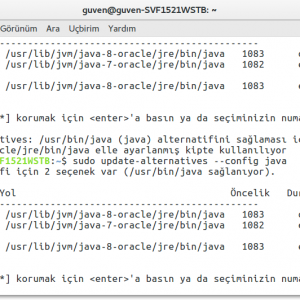 guven@guven-SVF1521WSTB: ~
Görünüm Ara Uçbirim Yardım
------------------------------------------------
/usr/lib/jvm/java-8-oracle/jre/bin/java 1083
/usr/lib/jvm/java-7-oracle/jre/bin/java 1082
/usr/lib/jvm/java-8-oracle/jre/bin/java 1083
*] korumak için <enter>'a basın ya da seçiminizin numa
atives: /usr/bin/java (java) alternatifini sağlaması iç
cle/jre/bin/java elle ayarlanmış kipte kullanılıyor
F1521WSTB:~$ sudo update-alternatives --config java
fi için 2 seçenek var (/usr/bin/java sağlanıyor).
Yol Öncelik Du
------------------------------------------------
/usr/lib/jvm/java-8-oracle/jre/bin/java 1083
/usr/lib/jvm/java-7-oracle/jre/bin/java 1082
/usr/lib/jvm/java-8-oracle/jre/bin/java 1083
*] korumak için <enter>'a basın ya da seçiminizin numa